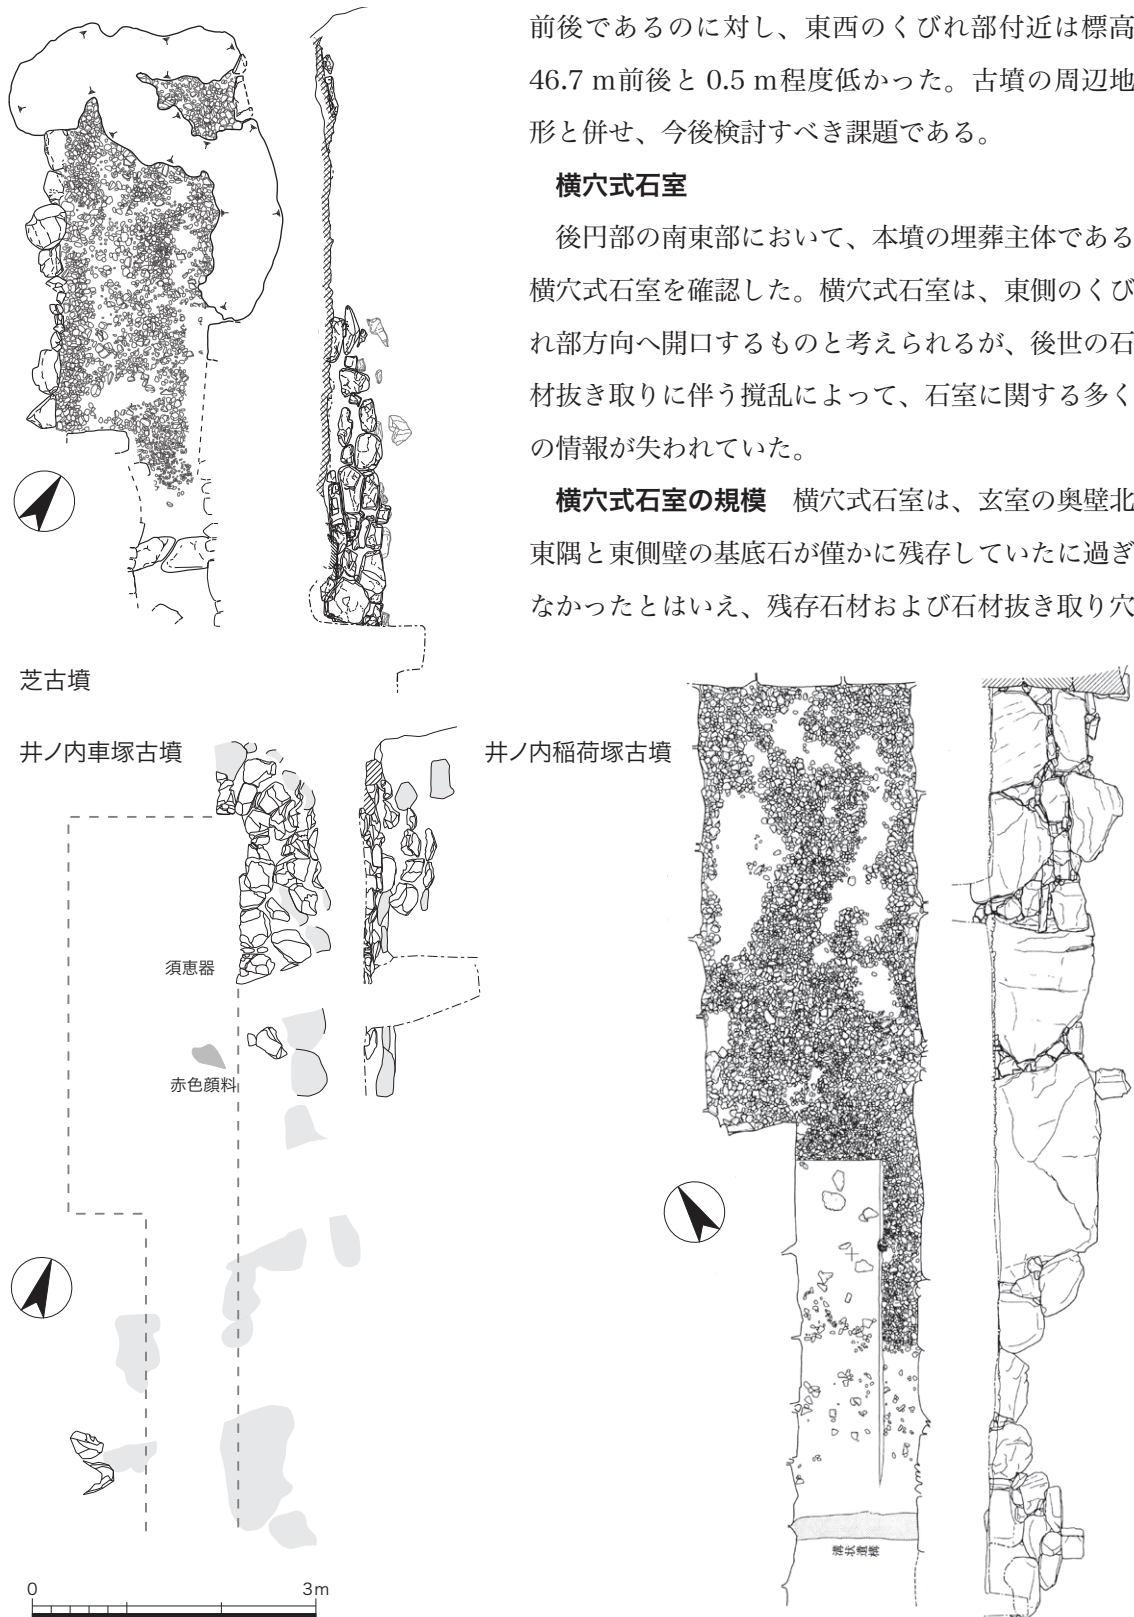 前後であるのに対し、東西のくびれ部付近は標高
46.7 m前後と 0.5 m程度低かった。古墳の周辺地
形と併せ、今後検討すべき課題である。
横穴式石室
後円部の南東部において、本墳の埋葬主体である
横穴式石室を確認した。横穴式石室は、東側のくび
れ部方向へ開口するものと考えられるが、後世の石
材抜き取りに伴う撹乱によって、石室に関する多く
の情報が失われていた。
横穴式石室の規模　横穴式石室は、玄室の奥壁北
東隅と東側壁の基底石が僅かに残存していたに過ぎ
なかったとはいえ、残存石材および石材抜き取り穴
芝古墳
井ノ内車塚古墳
井ノ内稲荷塚古墳
須恵器
赤色顔料
溝状遺構
0 3m